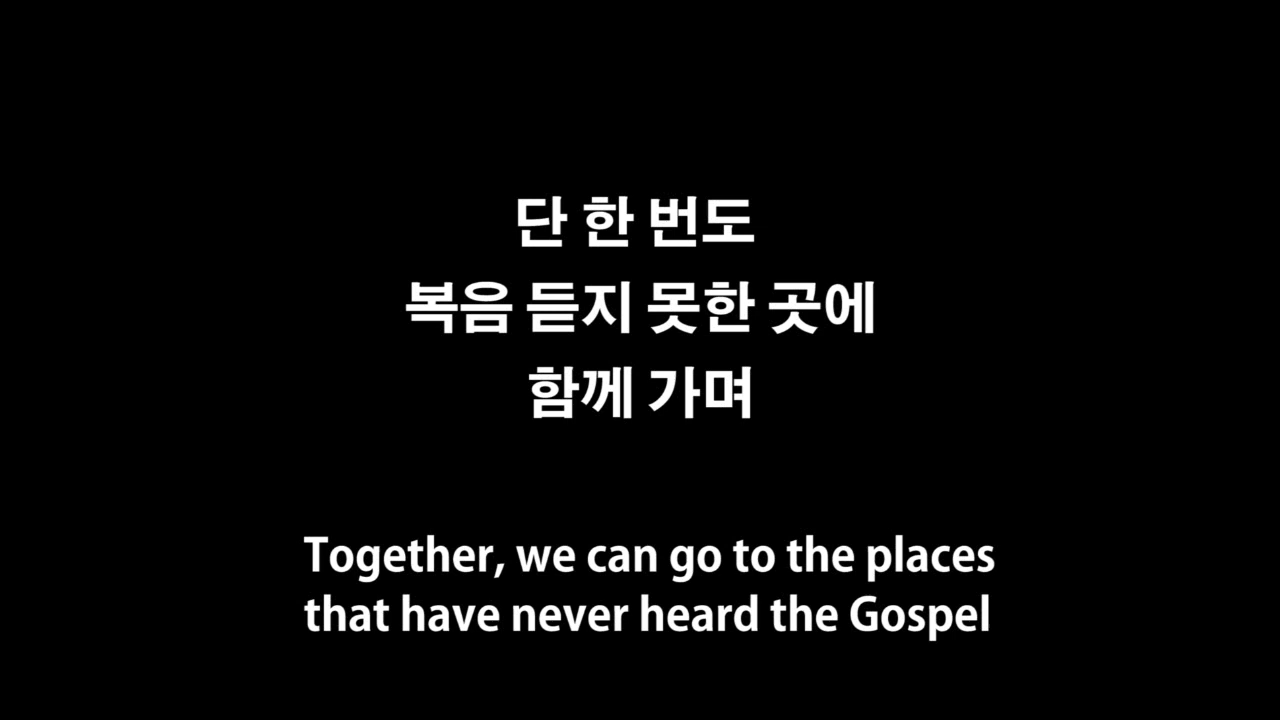 단 한 번도
복음 듣지 못한 곳에
함께 가며
Together, we can go to the places
that have never heard the Gospel